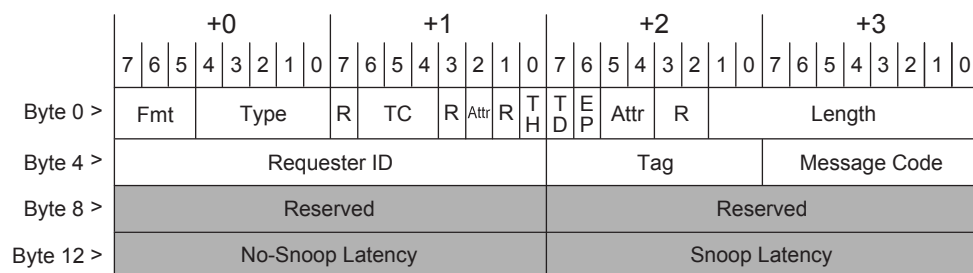 +0 +1 +2 +3
7 6 5 4 3 2 1 0 7 6 5 4 3 2 1 0 7 6 5 4 3 2 1 0 7 6 5 4 3 2 1 0
Byte 0 > Fmt Type R TC R Attr R TH TD EP Attr R Length
Byte 4 > Requester ID Tag Message Code
Byte 8 > Reserved Reserved
Byte 12 > No-Snoop Latency Snoop Latency